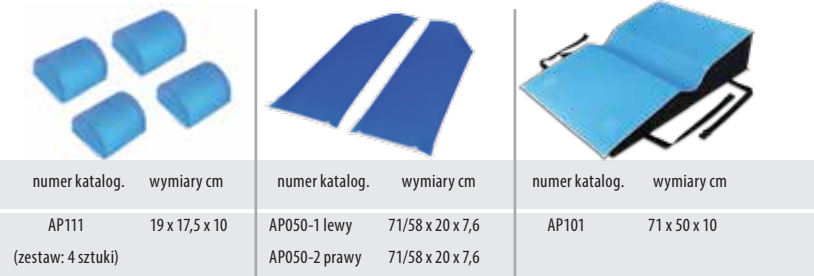 numer katalog. wymiary cm
AP111 19 x 17,5 x 10
(zestaw: 4 sztuki)
numer katalog. wymiary cm
AP050-1 lewy 71/58 x 20 x 7,6
AP050-2 prawy 71/58 x 20 x 7,6
numer katalog. wymiary cm
AP101 71 x 50 x 10